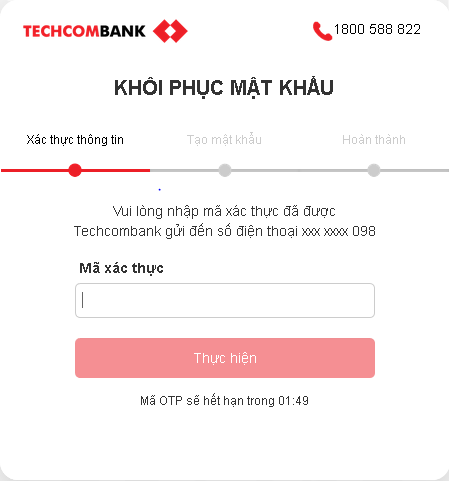 TECHCOMBANK
1800 588 822
KHÔI PHỤC MẬT KHẨU
Xác thực thông tin
Tạo mật khẩu
Hoàn thành
Vui lòng nhập mã xác thực đã được
Techcombank gửi đến số điện thoại xxx xxxx 098
Mã xác thực
Thực hiện
Mã OTP sẽ hết hạn trong 01:49